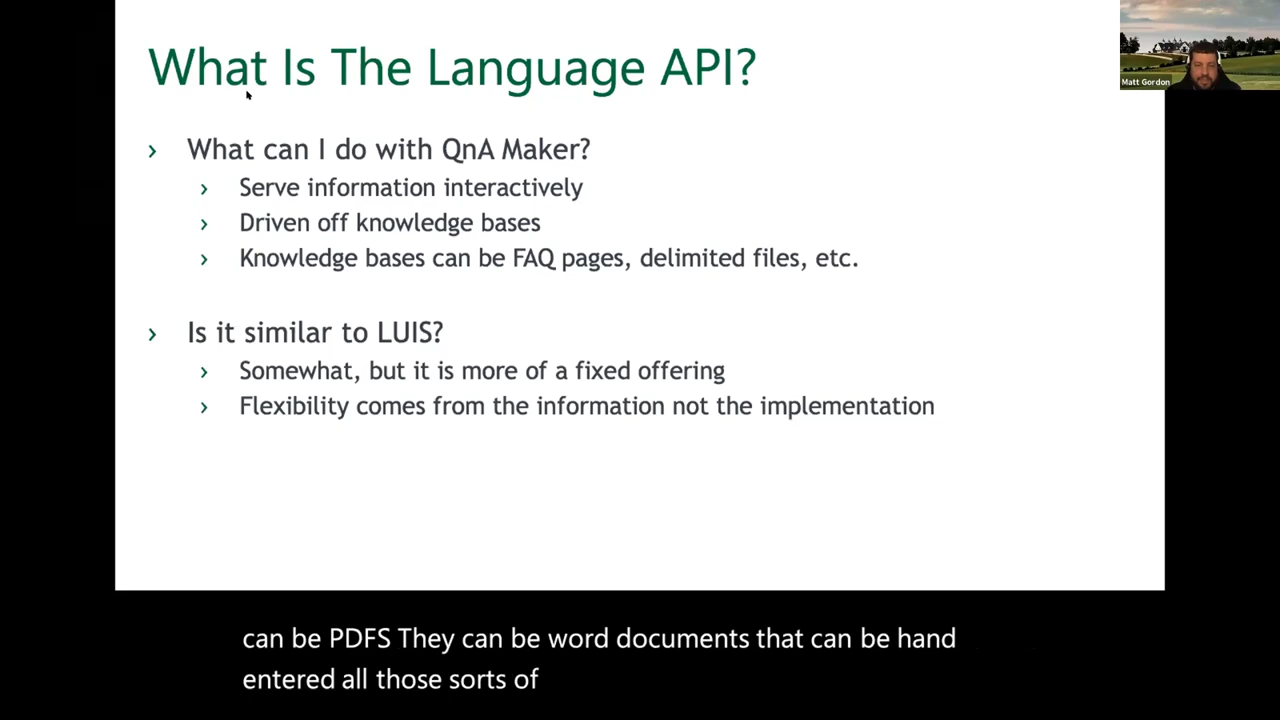 What Is The Language API?
Matt Gordon
› What can I do with QnA Maker?
› Serve information interactively
› Driven off knowledge bases
› Knowledge bases can be FAQ pages, delimited files, etc.
› Is it similar to LUIS?
› Somewhat, but it is more of a fixed offering
› Flexibility comes from the information not the implementation
can be PDFS They can be word documents that can be hand
entered all those sorts of